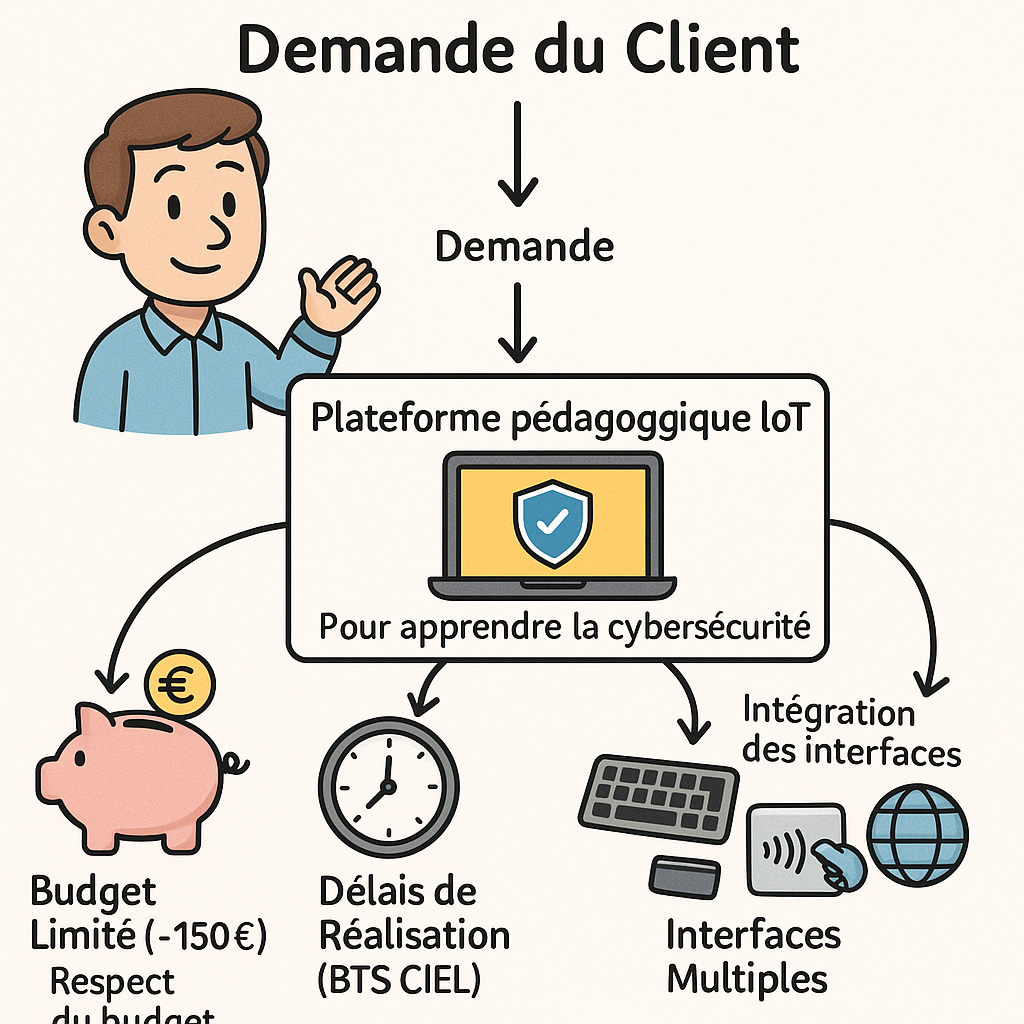 Demande du Client
Demande
Plateforme pédagoggique loT
Pour apprendre la cybersécurité
€
Intégration
des interfaces
Budget
Limité (-150€)
Respect
du budget
Délais de
Réalisation
(BTS CIEL)
Interfaces
Multiples